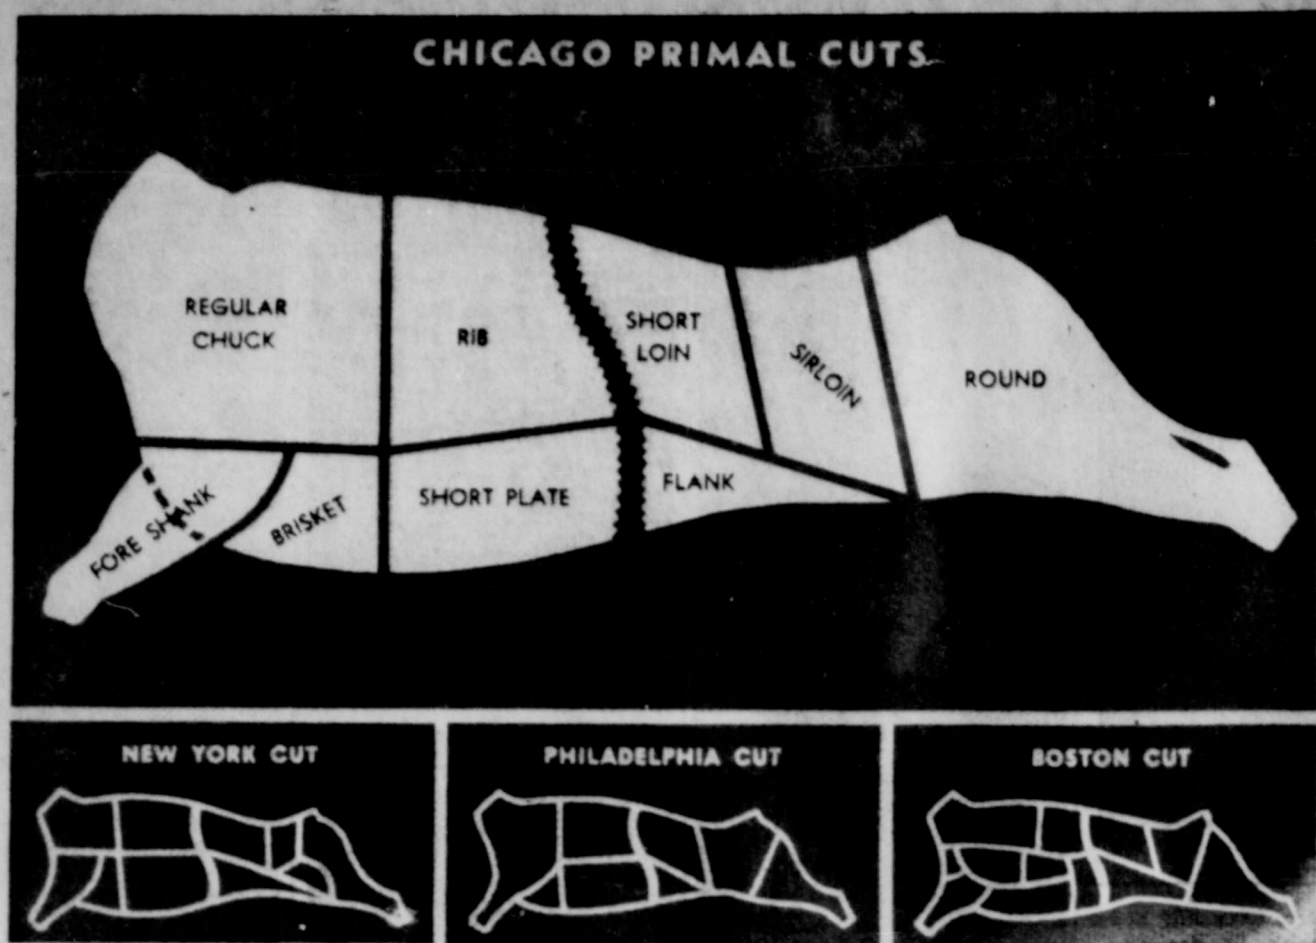 CHICAGO PRIMAL CUTS
REGULAR
CHUCK
RIB
SHORT
LOIN
SIRLOIN
ROUND
FORE SHANK
BRISKET
SHORT PLATE
FLANK
NEW YORK CUT
PHILADELPHIA CUT
BOSTON CUT